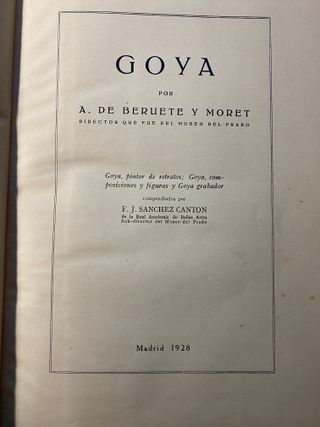 GOYA
POR
A. DE BERUETE Y MORET
DIRECTOR QUE FUE DEL MUSEO DEL PRADO
Goya, pintor de retratos; Goya, com-
posiciones y figuras y Goya grabador
compendiados por
F. J. SANCHEZ CANTON
de la Real Academia de Bellas Artes
Sub-director del Museo del Prado
Madrid 1928